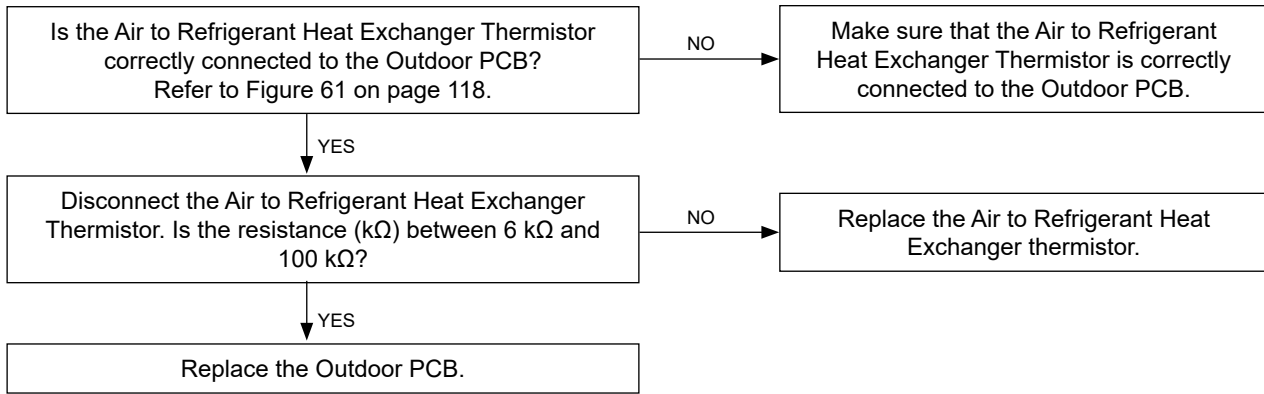 Is the Air to Refrigerant Heat Exchanger Thermistor
correctly connected to the Outdoor PCB?
Refer to Figure 61 on page 118.
NO
Make sure that the Air to Refrigerant
Heat Exchanger Thermistor is correctly
connected to the Outdoor PCB.
YES
Disconnect the Air to Refrigerant Heat Exchanger
Thermistor. Is the resistance (kΩ) between 6 kΩ and
100 kΩ?
NO
Replace the Air to Refrigerant Heat
Exchanger thermistor.
YES
Replace the Outdoor PCB.